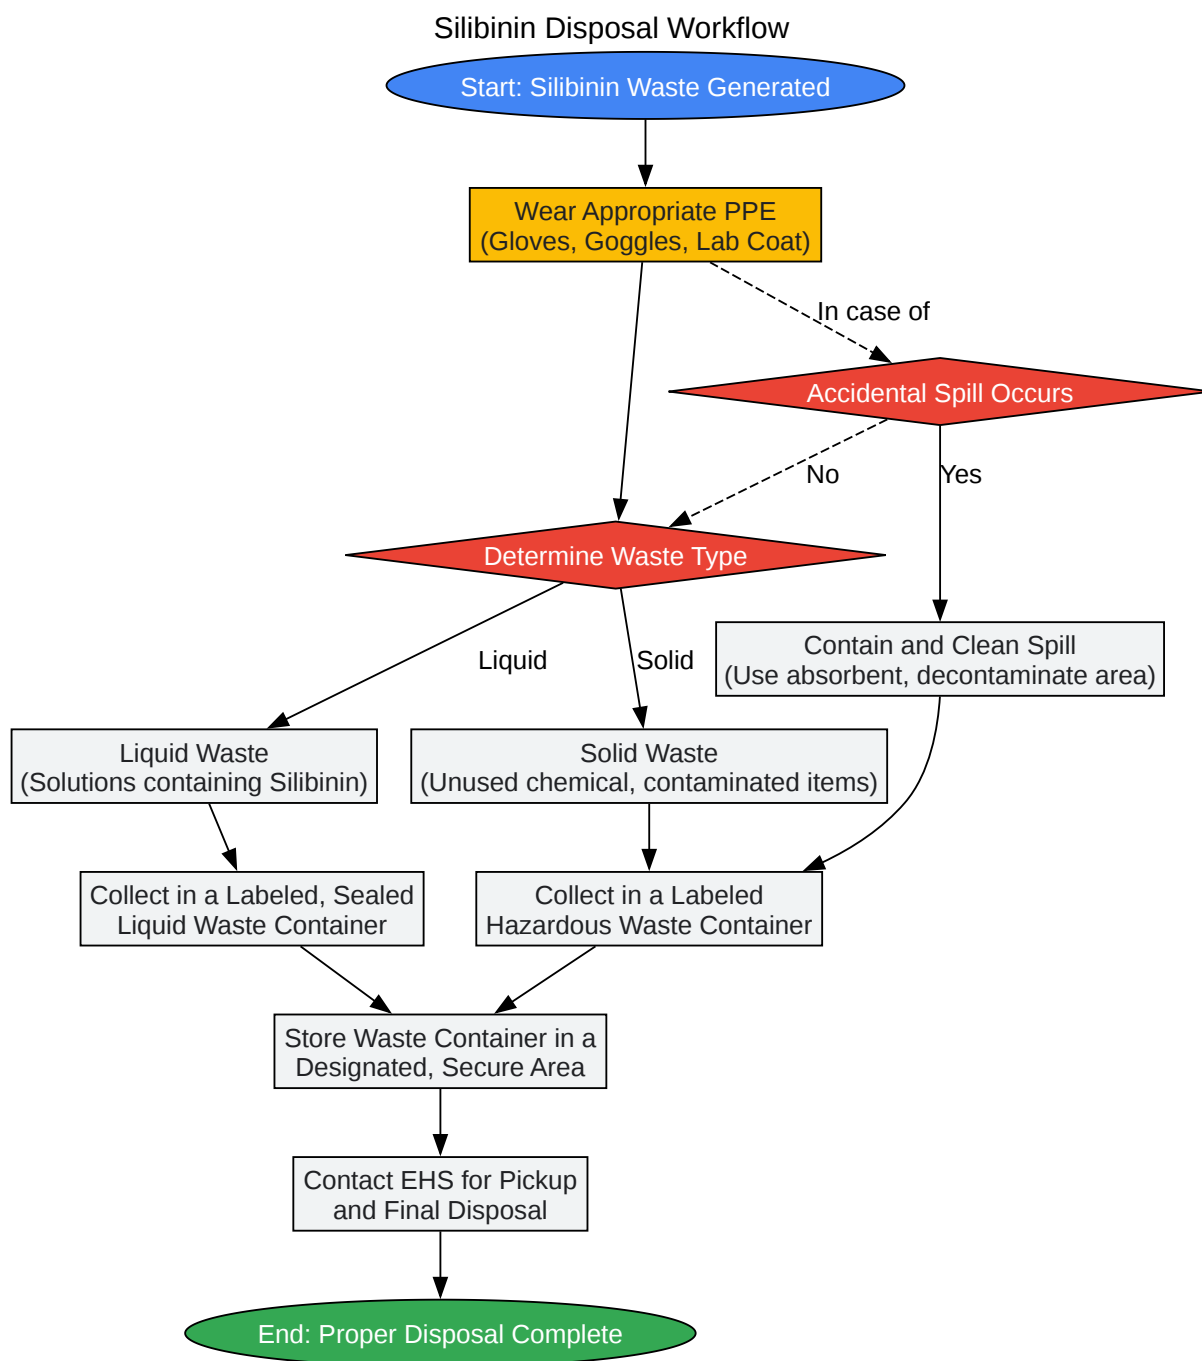 Silibinin Disposal Workflow
Start: Silibinin Waste Generated
Wear Appropriate PPE
(Gloves, Goggles, Lab Coat)
In case of
Accidental Spill Occurs
No
Yes
Determine Waste Type
Liquid
Solid
Contain and Clean Spill
(Use absorbent, decontaminate area)
Liquid Waste
(Solutions containing Silibinin)
Solid Waste
(Unused chemical, contaminated items)
Collect in a Labeled, Sealed
Liquid Waste Container
Collect in a Labeled
Hazardous Waste Container
Store Waste Container in a
Designated, Secure Area
Contact EHS for Pickup
and Final Disposal
End: Proper Disposal Complete